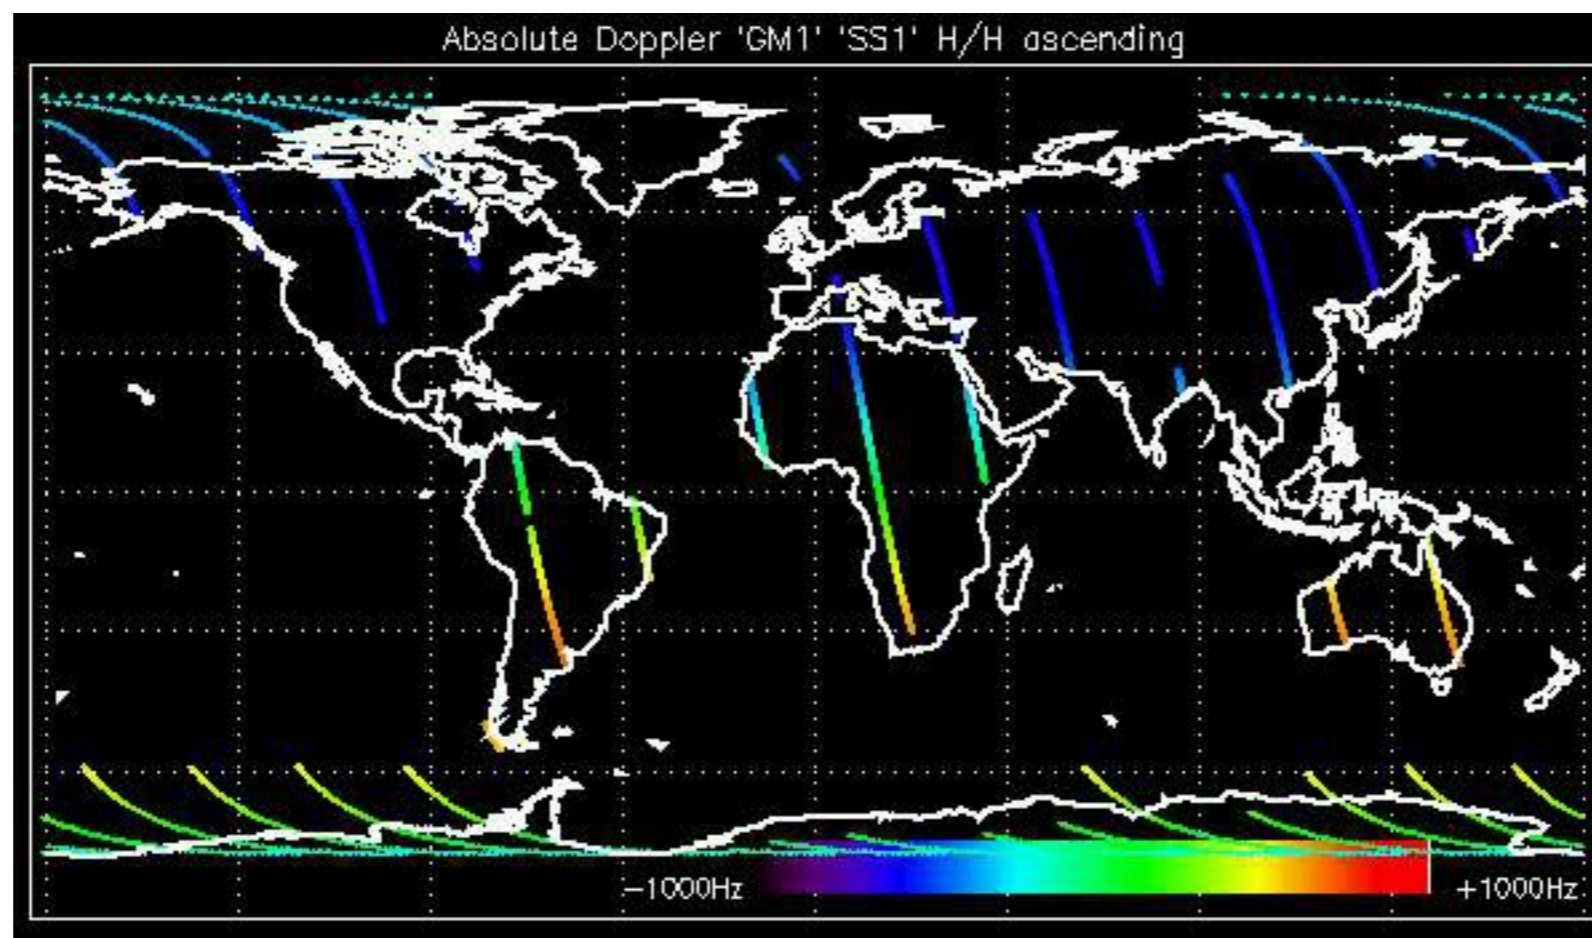 Absolute Doppler 'GM1' 'SS1' H/H ascending
−1000Hz +1000Hz